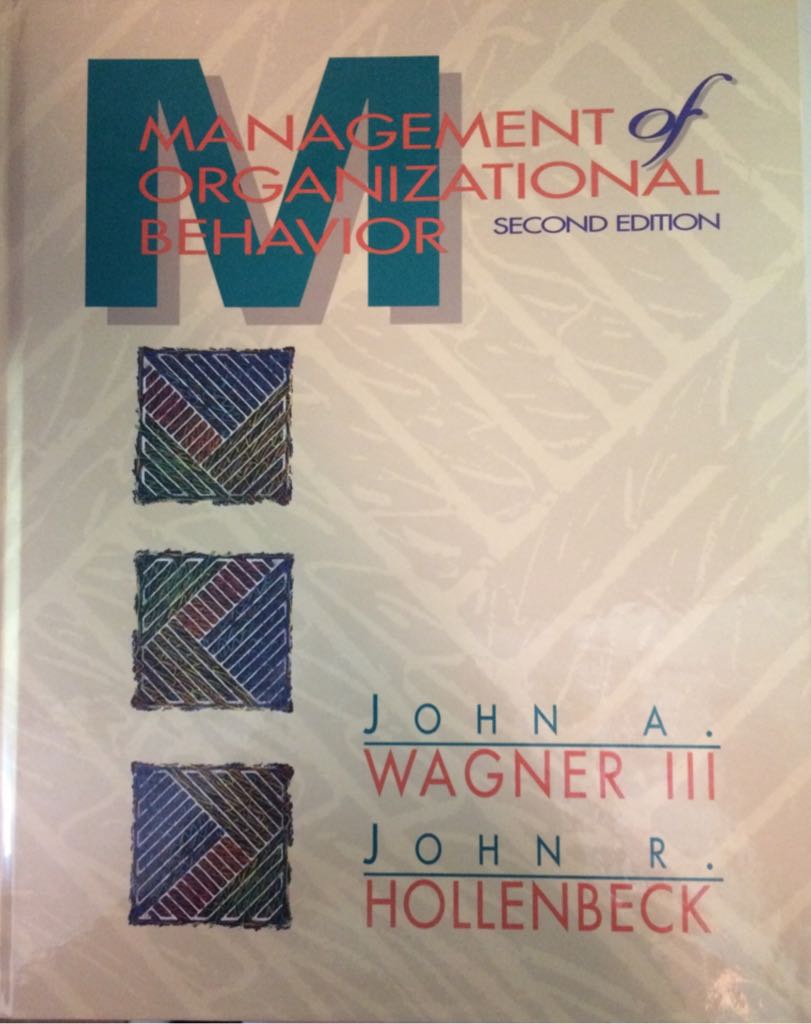 M
MANAGEMENT of
ORGANIZATIONAL
BEHAVIOR SECOND EDITION
JOHN A.
WAGNER III
JOHN R.
HOLLENBECK